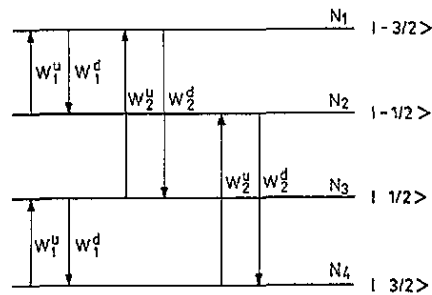 N₁ | -3/2>
W₁ᵘ W₁ᵈ
N₂ | -1/2>
W₂ᵘ W₂ᵈ
W₂ᵘ W₂ᵈ
N₃ | 1/2>
W₁ᵘ W₁ᵈ
N₄ | 3/2>